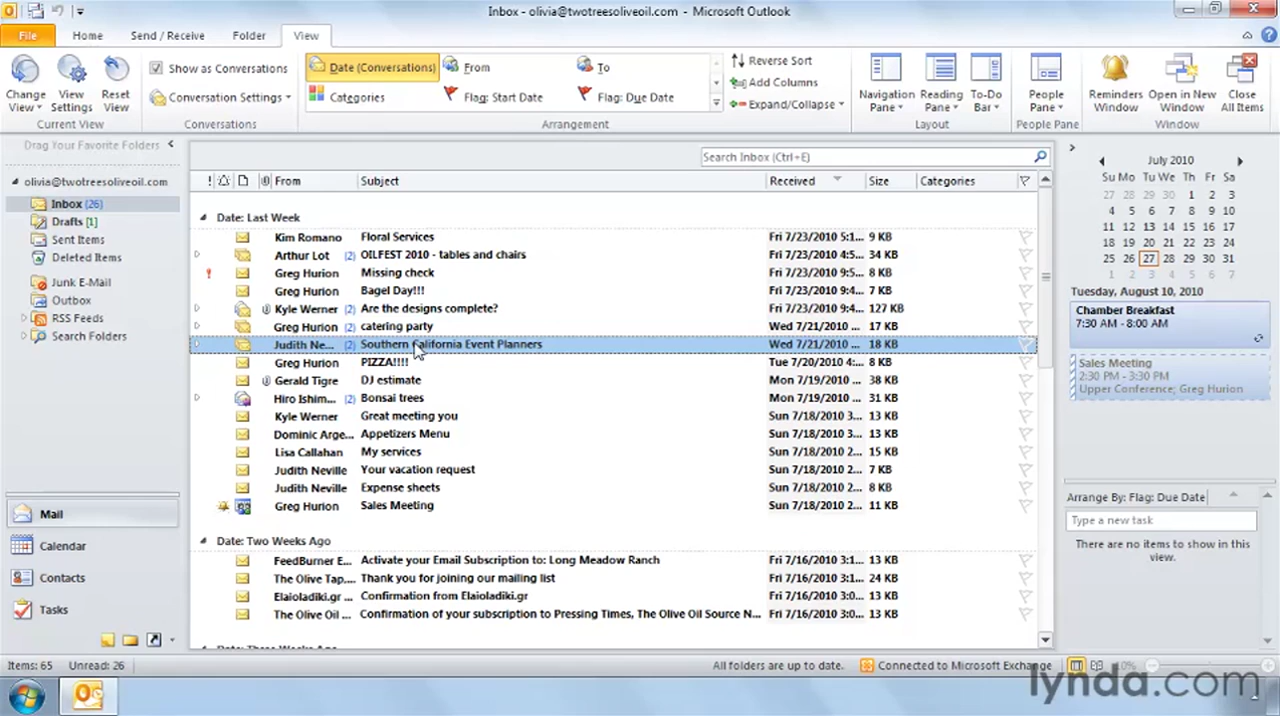 Inbox - olivia@twotreesoliveoil.com - Microsoft Outlook
File Home Send / Receive Folder View
Change View View Settings Reset View
Current View
Show as Conversations
Conversation Settings
Conversations
Date (Conversations) From To
Categories Flag: Start Date Flag: Due Date
Arrangement
Reverse Sort
Add Columns
Expand/Collapse
Navigation Pane Reading Pane To-Do Bar
Layout
People Pane
People Pane
Reminders Window Open in New Window Close All Items
Window
Drag Your Favorite Folders
olivia@twotreesoliveoil.com
Inbox (26)
Drafts [1]
Sent Items
Deleted Items
Junk E-Mail
Outbox
RSS Feeds
Search Folders
Mail
Calendar
Contacts
Tasks
Search Inbox (Ctrl+E)
! From Subject Received Size Categories
Date: Last Week
Kim Romano Floral Services Fri 7/23/2010 5:1... 9 KB
Arthur Lot (2) OILFEST 2010 - tables and chairs Fri 7/23/2010 4:5... 34 KB
! Greg Hurion Missing check Fri 7/23/2010 9:5... 8 KB
Greg Hurion Bagel Day!!! Fri 7/23/2010 9:4... 7 KB
Kyle Werner (2) Are the designs complete? Fri 7/23/2010 9:4... 127 KB
Greg Hurion (2) catering party Wed 7/21/2010 ... 17 KB
Judith Ne... (2) Southern California Event Planners Wed 7/21/2010 ... 18 KB
Greg Hurion PIZZA!!!! Tue 7/20/2010 4:... 8 KB
Gerald Tigre DJ estimate Mon 7/19/2010 ... 38 KB
Hiro Ishim... (2) Bonsai trees Mon 7/19/2010 ... 31 KB
Kyle Werner Great meeting you Sun 7/18/2010 3... 13 KB
Dominic Arge... Appetizers Menu Sun 7/18/2010 2... 13 KB
Lisa Callahan My services Sun 7/18/2010 2... 15 KB
Judith Neville Your vacation request Sun 7/18/2010 2... 7 KB
Judith Neville Expense sheets Sun 7/18/2010 2... 8 KB
Greg Hurion Sales Meeting Sun 7/18/2010 2... 11 KB
Date: Two Weeks Ago
FeedBurner E... Activate your Email Subscription to: Long Meadow Ranch Fri 7/16/2010 3:1... 13 KB
The Olive Tap,... Thank you for joining our mailing list Fri 7/16/2010 3:1... 24 KB
Elaioladiki.gr ... Confirmation from Elaioladiki.gr Fri 7/16/2010 3:0... 13 KB
The Olive Oil ... Confirmation of your subscription to Pressing Times, The Olive Oil Source N... Fri 7/16/2010 3:0... 13 KB
July 2010
Su Mo Tu We Th Fr Sa
27 28 29 30 1 2 3
4 5 6 7 8 9 10
11 12 13 14 15 16 17
18 19 20 21 22 23 24
25 26 27 28 29 30 31
1 2 3 4 5 6 7
Tuesday, August 10, 2010
Chamber Breakfast
7:30 AM - 8:00 AM
Sales Meeting
2:30 PM - 3:30 PM
Upper Conference; Greg Hurion
Arrange By: Flag: Due Date
Type a new task
There are no items to show in this
view.
Items: 65 Unread: 26 All folders are up to date. Connected to Microsoft Exchange 10%
lynda.com